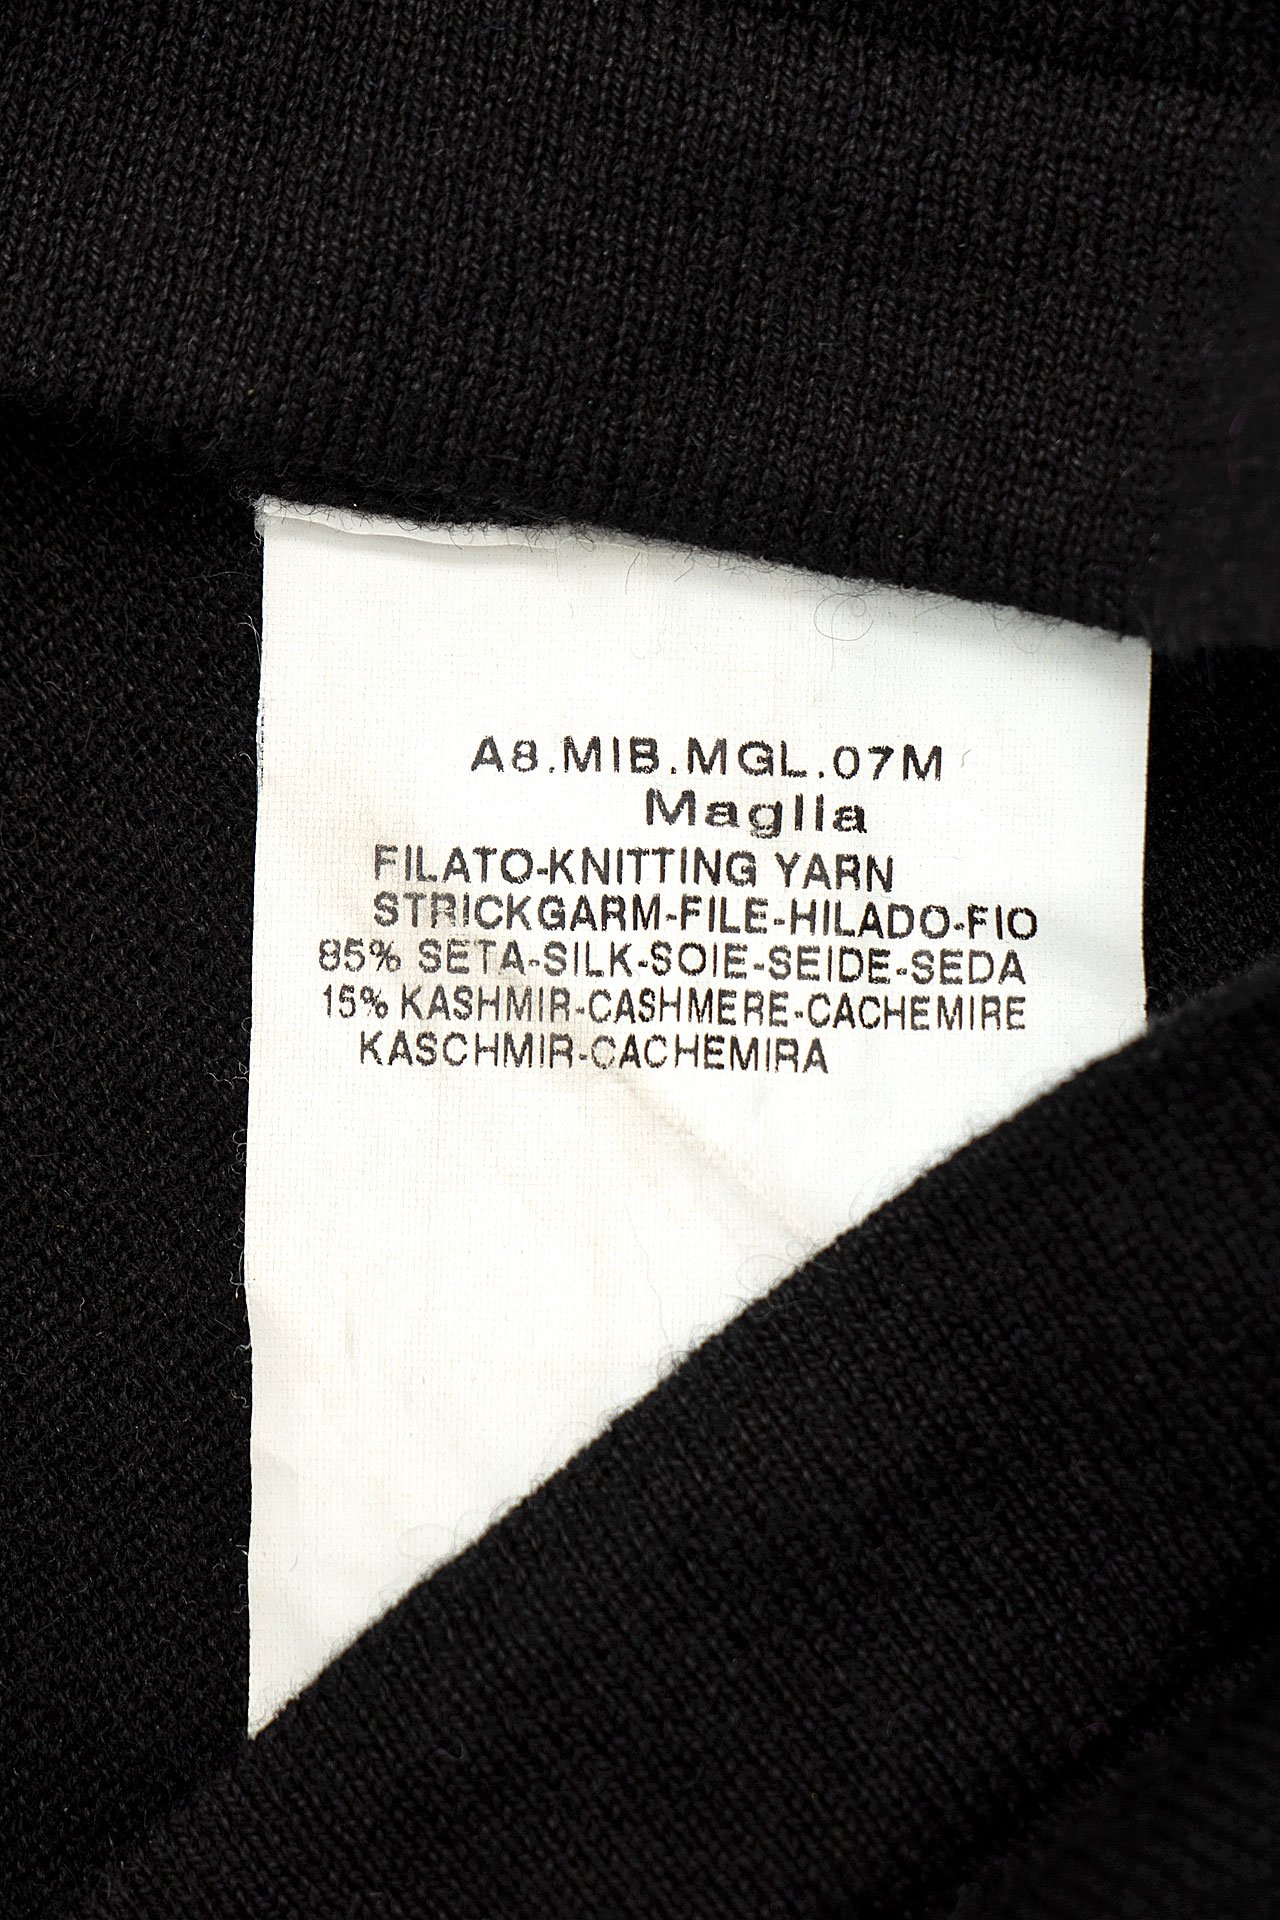 A8.MIB.MGL.07M
Maglia
FILATO-KNITTING YARN
STRICKGARM-FILE-HILADO-FIO
85% SETA-SILK-SOIE-SEIDE-SEDA
15% KASHMIR-CASHMERE-CACHEMIRE
KASCHMIR-CACHEMIRA